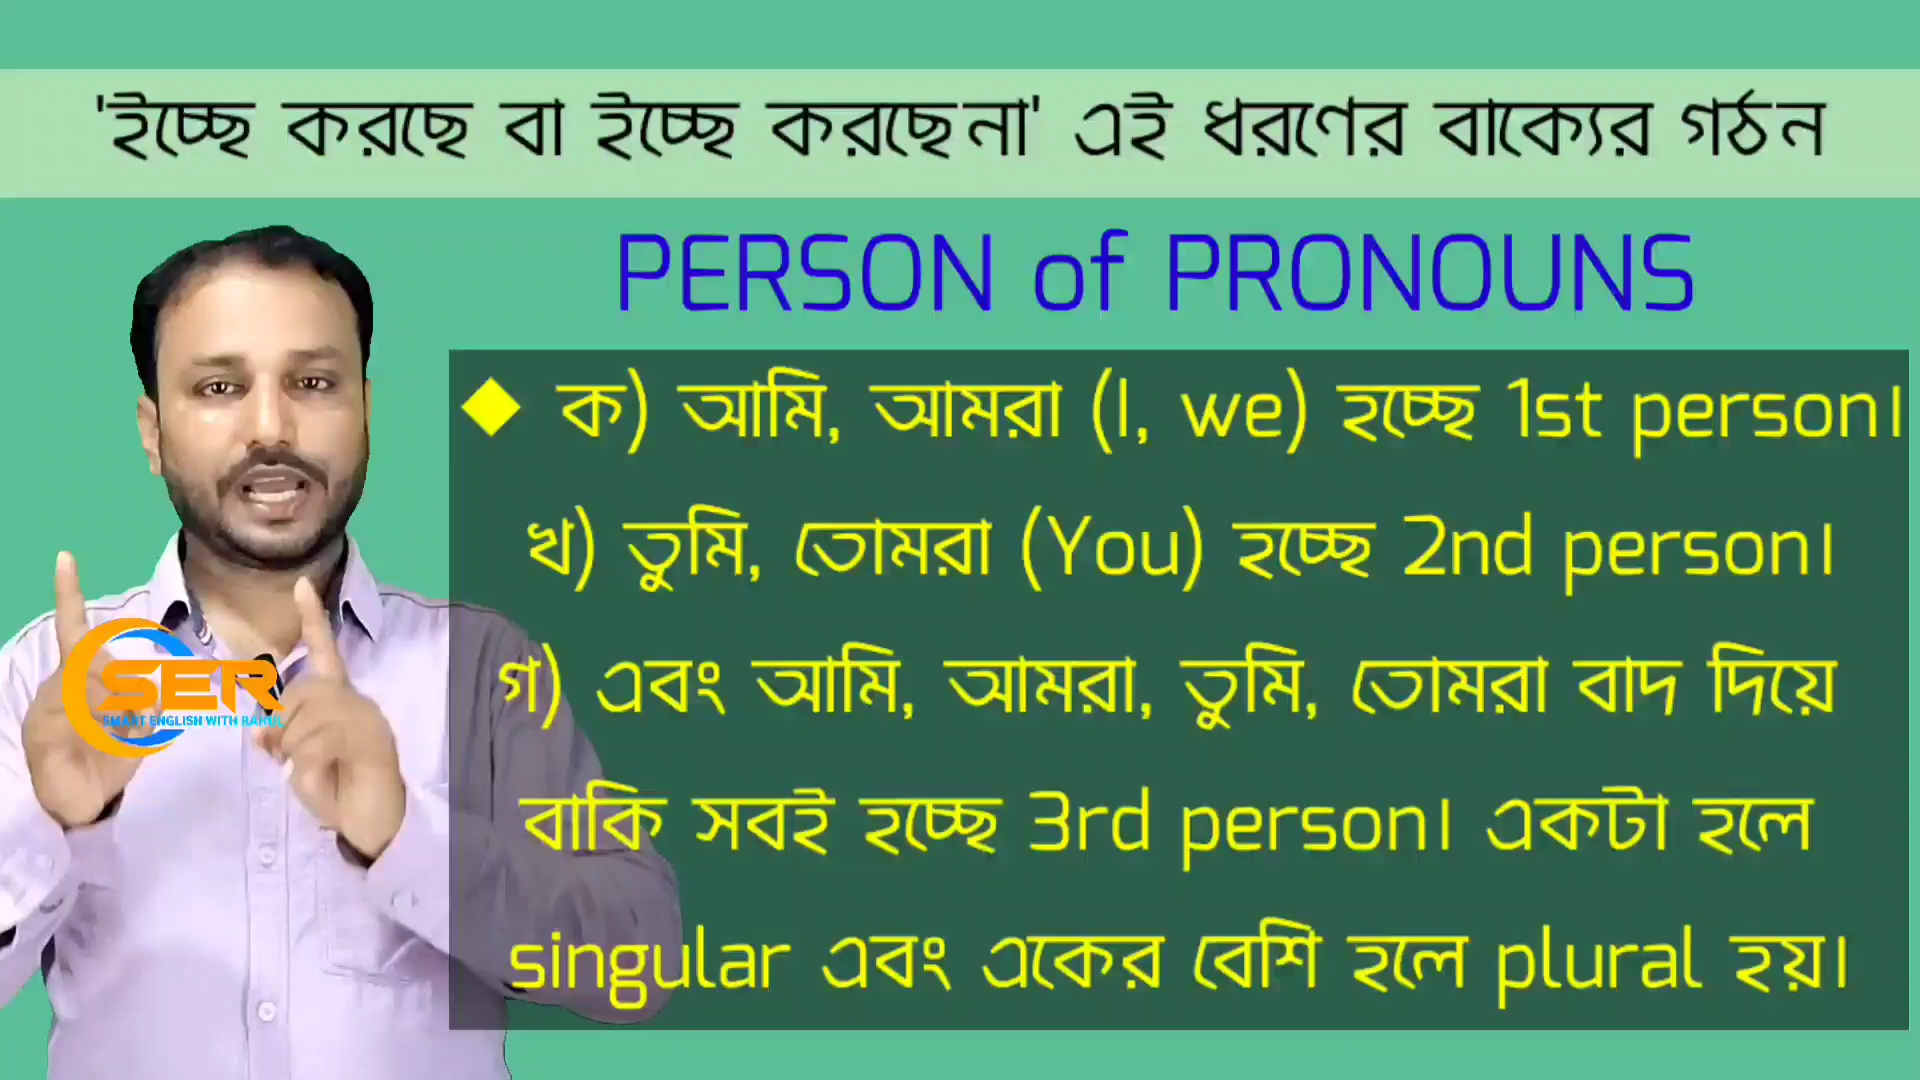 'ইচ্ছে করছে বা ইচ্ছে করছেনা' এই ধরণের বাক্যের গঠন
PERSON of PRONOUNS
◆ ক) আমি, আমরা (I, we) হচ্ছে 1st person।
খ) তুমি, তোমরা (You) হচ্ছে 2nd person।
গ) এবং আমি, আমরা, তুমি, তোমরা বাদ দিয়ে
বাকি সবই হচ্ছে 3rd person। একটা হলে
singular এবং একের বেশি হলে plural হয়।
SER
SMART ENGLISH WITH RAHUL